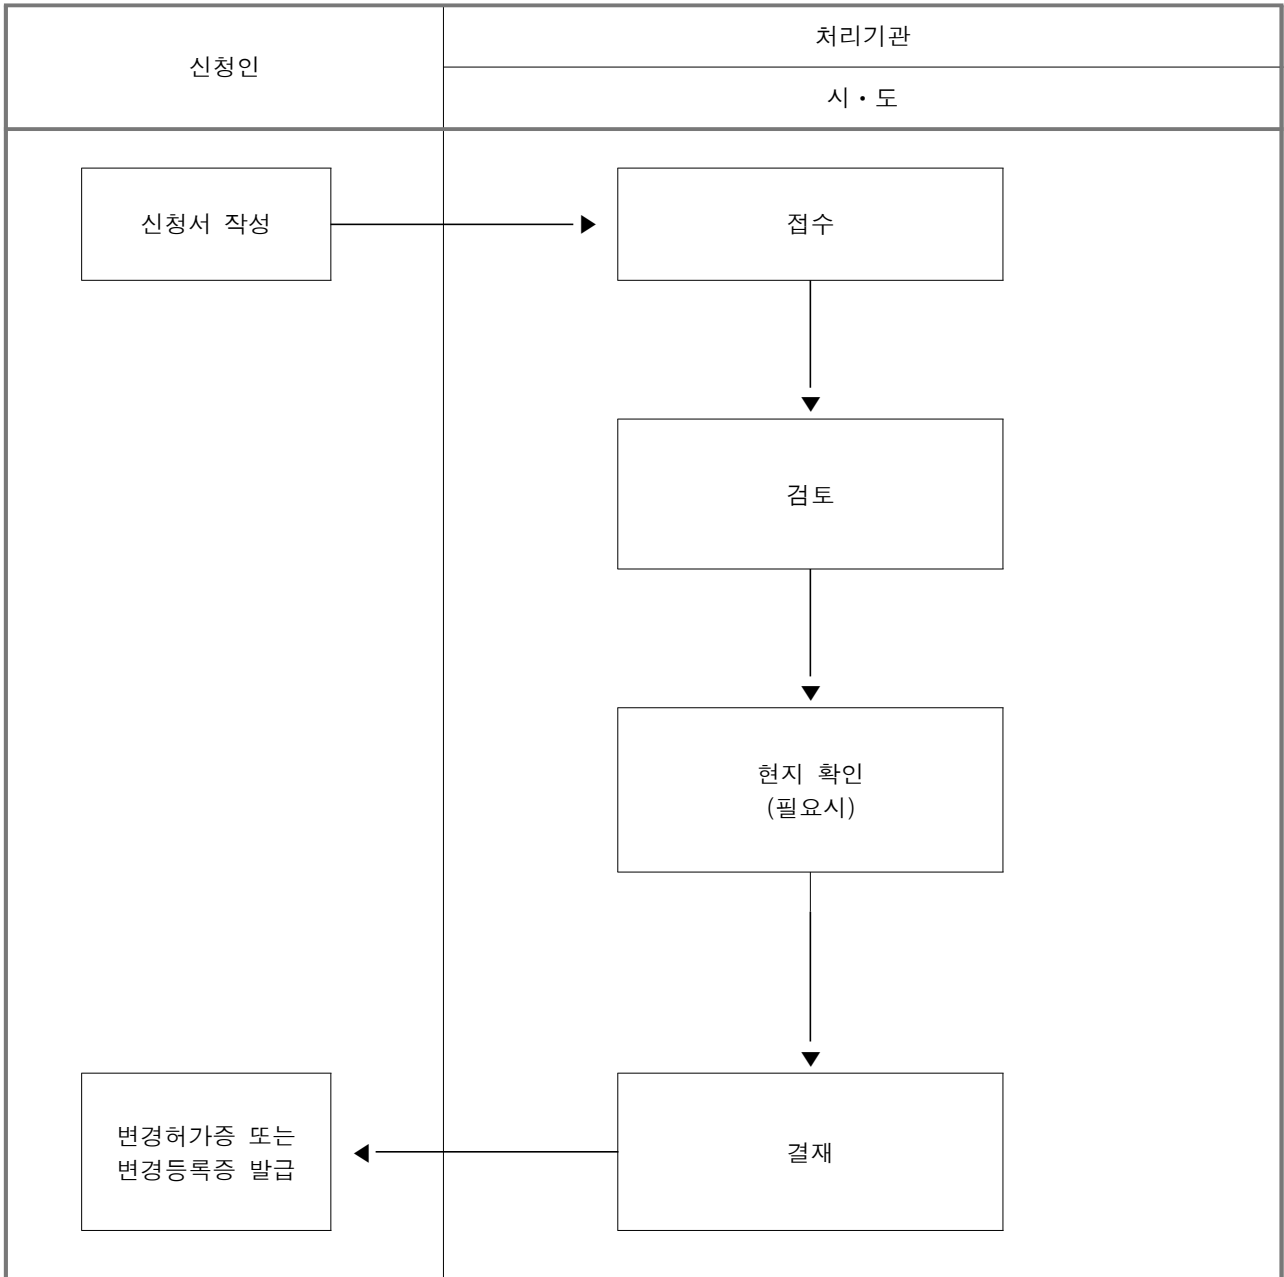 신청인
처리기관
시・도
신청서 작성
접수
검토
현지 확인
(필요시)
변경허가증 또는
변경등록증 발급
결재